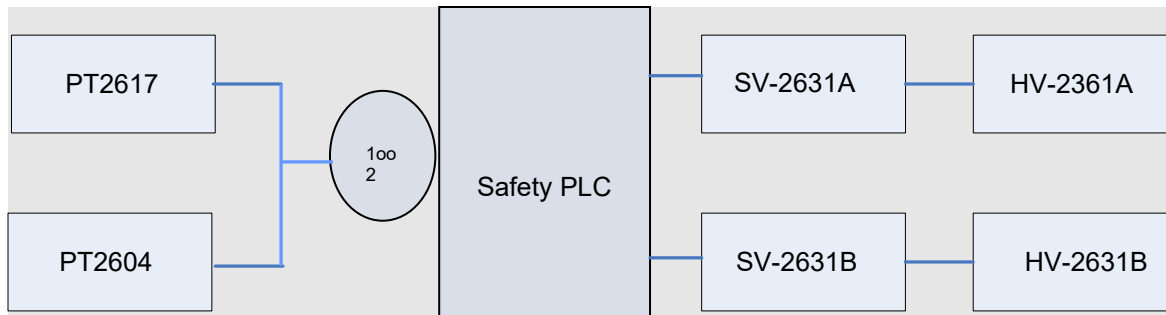 PT2617
SV-2631A
HV-2361A
1oo
2
Safety PLC
PT2604
SV-2631B
HV-2631B